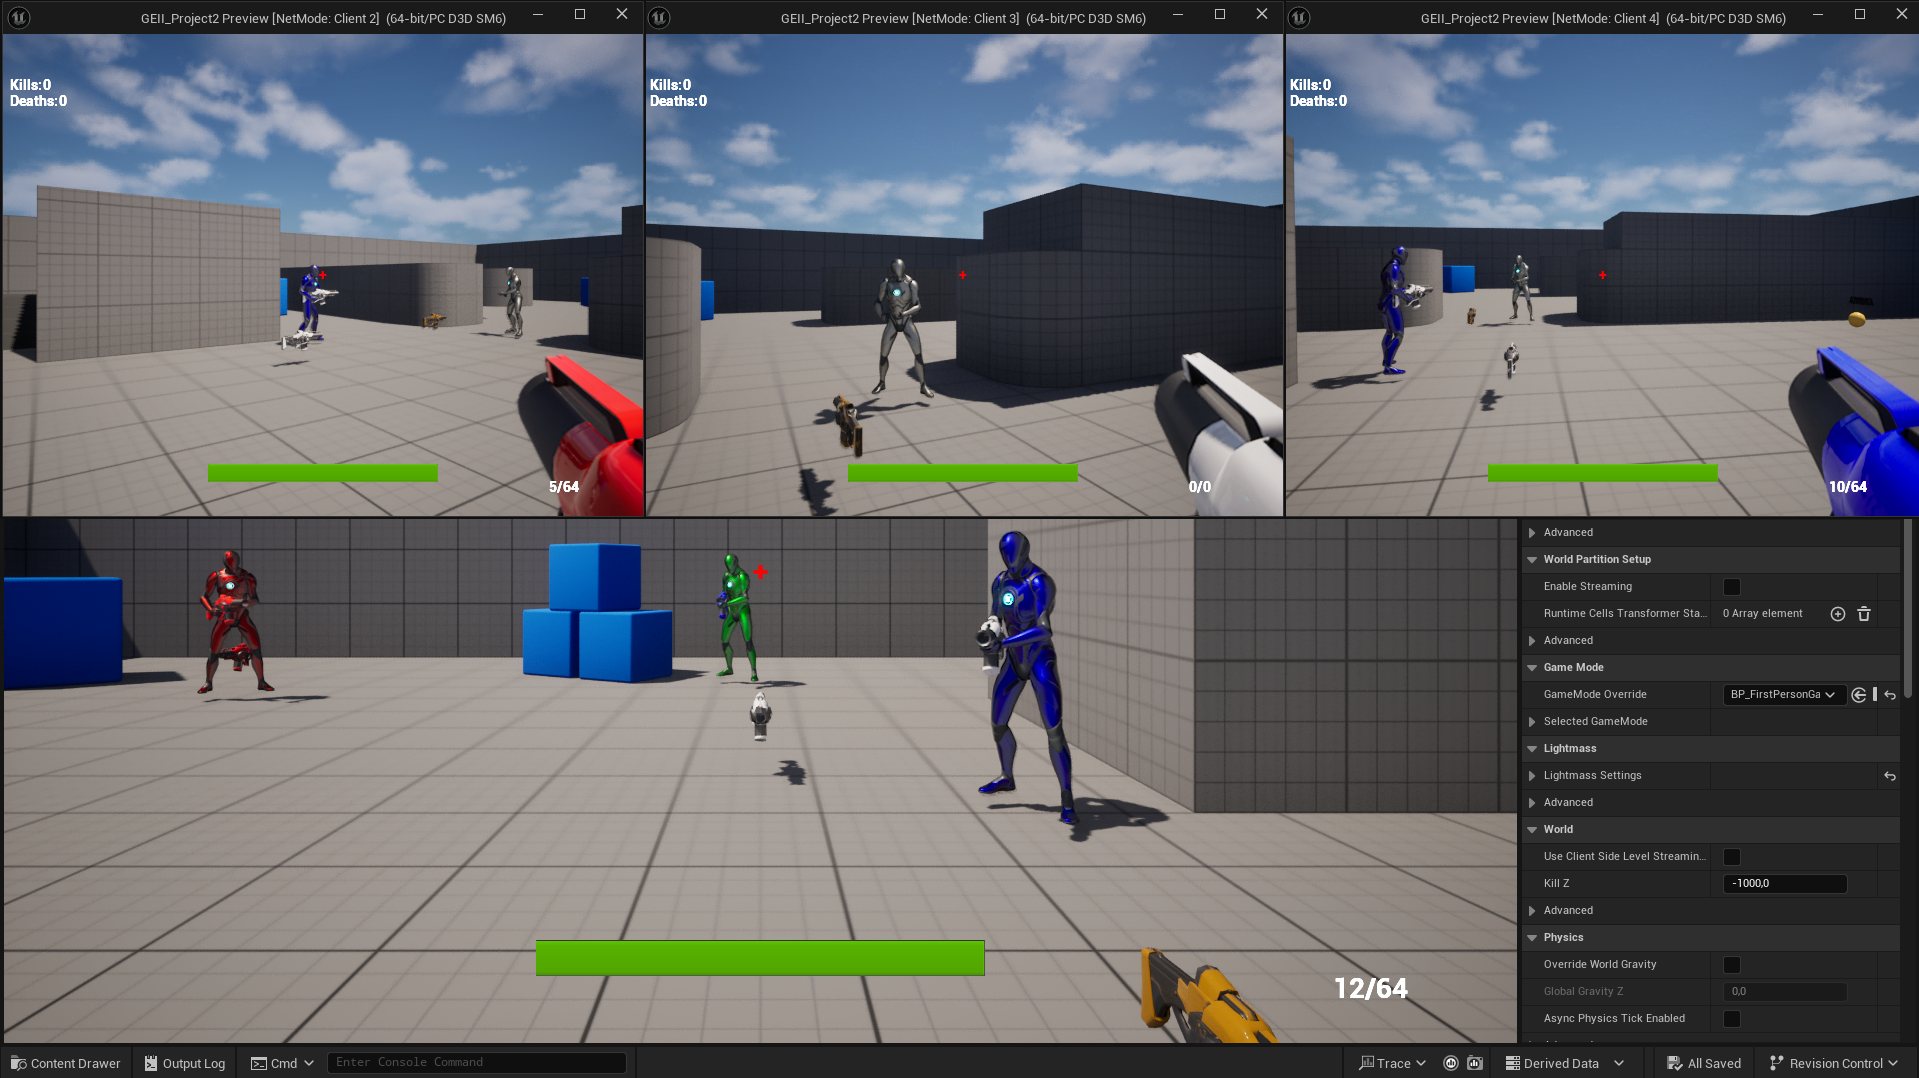 GEII_Project2 Preview [NetMode: Client 2] (64-bit/PC D3D SM6)
Kills:0
Deaths:0
5/64
GEII_Project2 Preview [NetMode: Client 3] (64-bit/PC D3D SM6)
Kills:0
Deaths:0
0/0
GEII_Project2 Preview [NetMode: Client 4] (64-bit/PC D3D SM6)
Kills:0
Deaths:0
10/64
12/64
Advanced
World Partition Setup
Enable Streaming
Runtime Cells Transformer Sta... 0 Array element
Advanced
Game Mode
GameMode Override BP_FirstPersonGa
Selected GameMode
Lightmass
Lightmass Settings
Advanced
World
Use Client Side Level Streamin...
Kill Z -1000,0
Advanced
Physics
Override World Gravity
Global Gravity Z 0,0
Async Physics Tick Enabled
Content Drawer Output Log Cmd Enter Console Command Trace Derived Data All Saved Revision Control